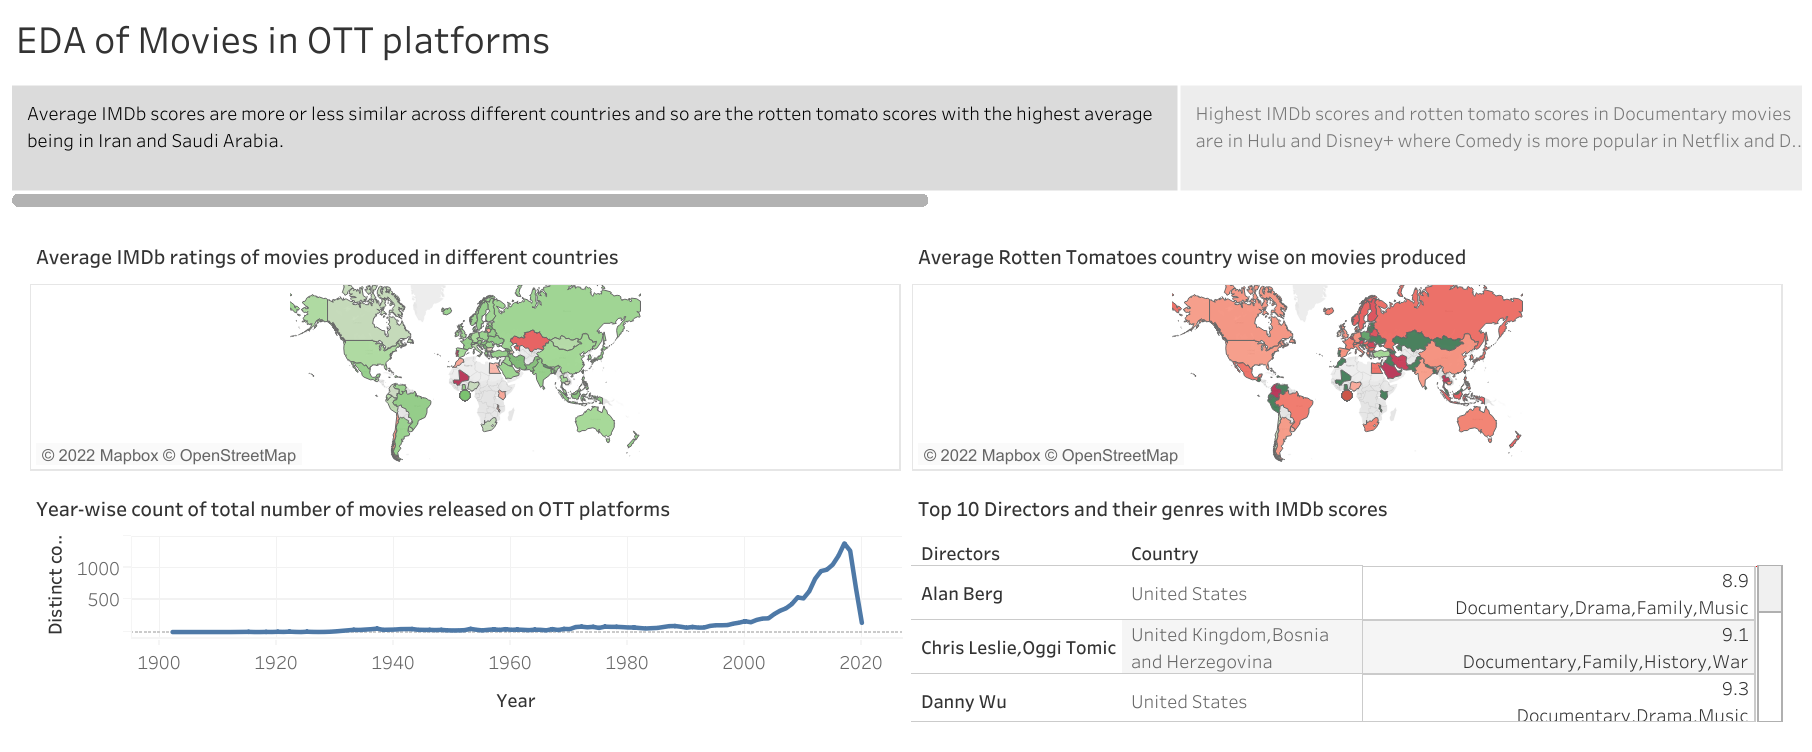 EDA of Movies in OTT platforms
Average IMDb scores are more or less similar across different countries and so are the rotten tomato scores with the highest average
being in Iran and Saudi Arabia.
Highest IMDb scores and rotten tomato scores in Documentary movies
are in Hulu and Disney+ where Comedy is more popular in Netflix and D..
Average IMDb ratings of movies produced in different countries
© 2022 Mapbox © OpenStreetMap
Average Rotten Tomatoes country wise on movies produced
© 2022 Mapbox © OpenStreetMap
Year-wise count of total number of movies released on OTT platforms
Distinct co..
1000
500
1900 1920 1940 1960 1980 2000 2020
Year
Top 10 Directors and their genres with IMDb scores
Directors Country
Alan Berg United States
8.9
Documentary,Drama,Family,Music
Chris Leslie,Oggi Tomic
United Kingdom,Bosnia
and Herzegovina
9.1
Documentary,Family,History,War
Danny Wu United States
9.3
Documentary,Drama,Music